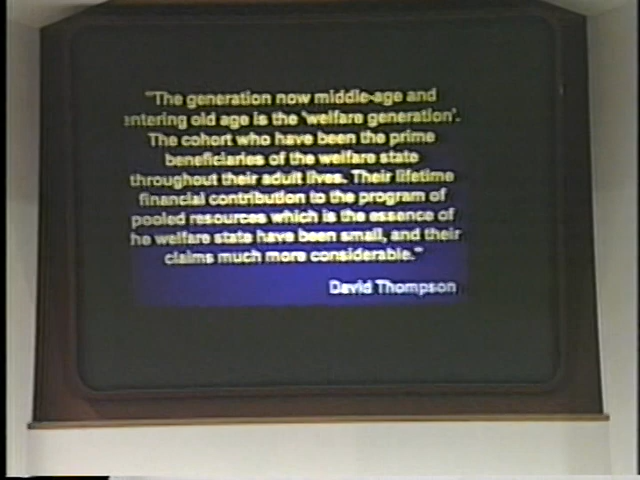 "The generation now middle-age and
entering old age is the 'welfare generation'.
The cohort who have been the prime
beneficiaries of the welfare state
throughout their adult lives. Their lifetime
financial contribution to the program of
pooled resources which is the essence of
he welfare state have been small, and their
claims much more considerable."
David Thompson